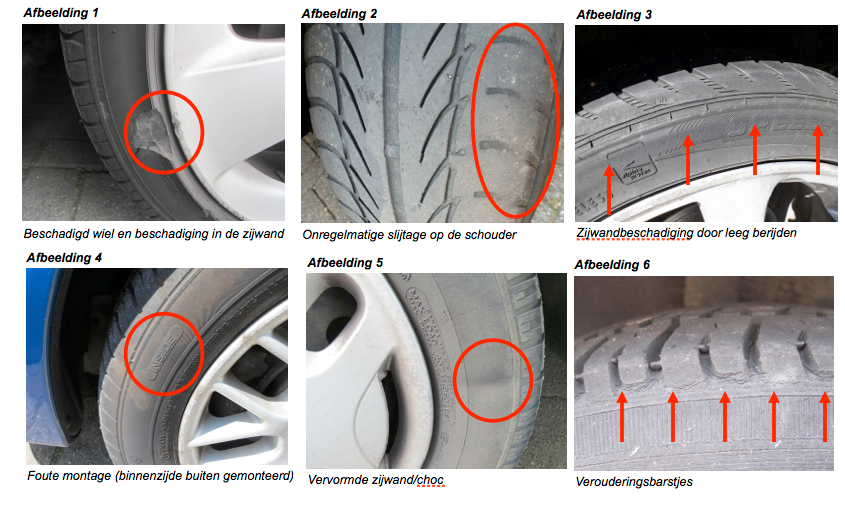 Afbeelding 1
Afbeelding 2
Afbeelding 3
Beschadigd wiel en beschadiging in de zijwand
Onregelmatige slijtage op de schouder
Zijwandbeschadiging door leeg berijden
Afbeelding 4
Afbeelding 5
Afbeelding 6
INSIDE
Foute montage (binnenzijde buiten gemonteerd)
Vervormde zijwand/choc
Verouderingsbarstjes